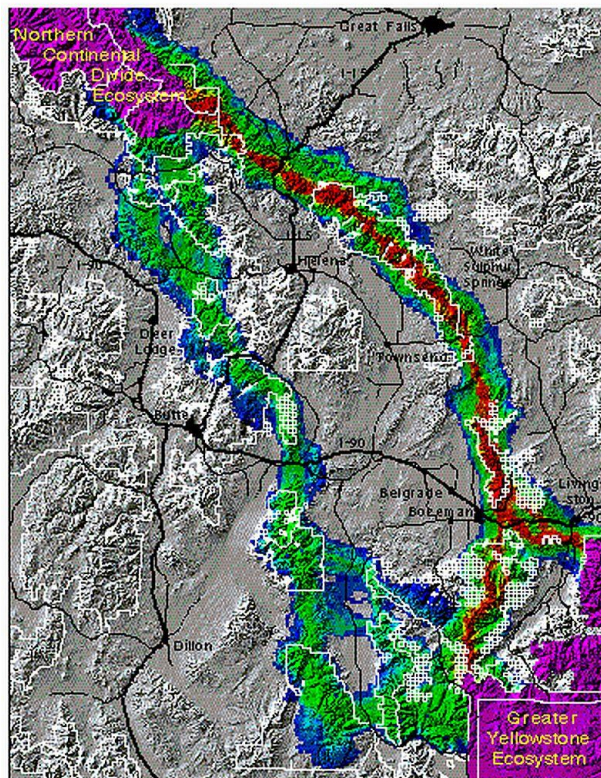 Great Falls
Northern
Continental
Divide
Ecosystem
I-15
White
Sulphur
Springs
Helena
I-90
Deer
Lodge
Townsend
Butte
I-90
Belgrade
Bozeman
Living-
ston
Dillon
Greater
Yellowstone
Ecosystem